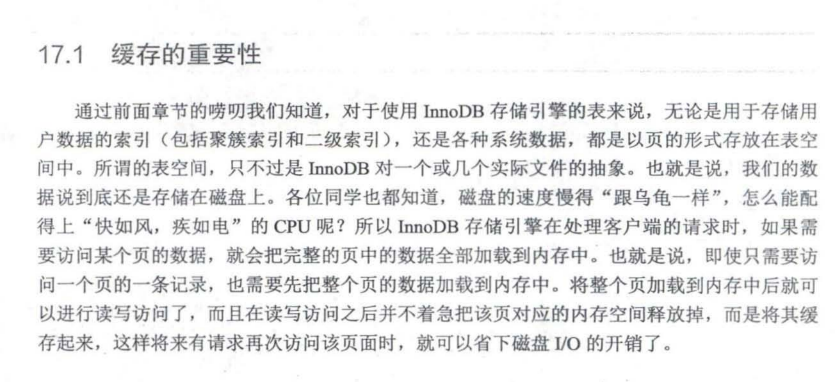 17.1 缓存的重要性
通过前面章节的唠叨我们知道，对于使用 InnoDB 存储引擎的表来说，无论是用于存储用
户数据的索引（包括聚簇索引和二级索引），还是各种系统数据，都是以页的形式存放在表空
间中。所谓的表空间，只不过是 InnoDB 对一个或几个实际文件的抽象。也就是说，我们的数
据说到底还是存储在磁盘上。各位同学也都知道，磁盘的速度慢得“跟乌龟一样”，怎么能配
得上“快如风，疾如电”的 CPU 呢？所以 InnoDB 存储引擎在处理客户端的请求时，如果需
要访问某个页的数据，就会把完整的页中的数据全部加载到内存中。也就是说，即使只需要访
问一个页的一条记录，也需要先把整个页的数据加载到内存中。将整个页加载到内存中后就可
以进行读写访问了，而且在读写访问之后并不着急把该页对应的内存空间释放掉，而是将其缓
存起来，这样将来有请求再次访问该页面时，就可以省下磁盘 I/O 的开销了。